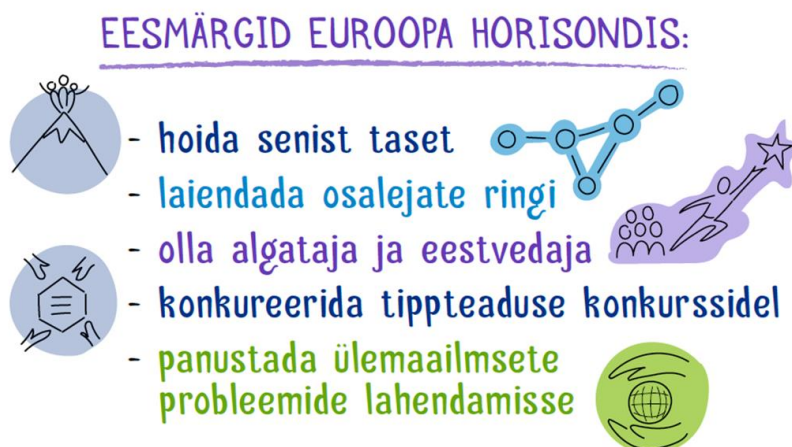 EESMÄRGID EUROOPA HORISONDIS:
- hoida senist taset
- laiendada osalejate ringi
- olla algataja ja eestvedaja
- konkureerida tippteaduse konkurssidel
- panustada ülemaailmsete
probleemide lahendamisse